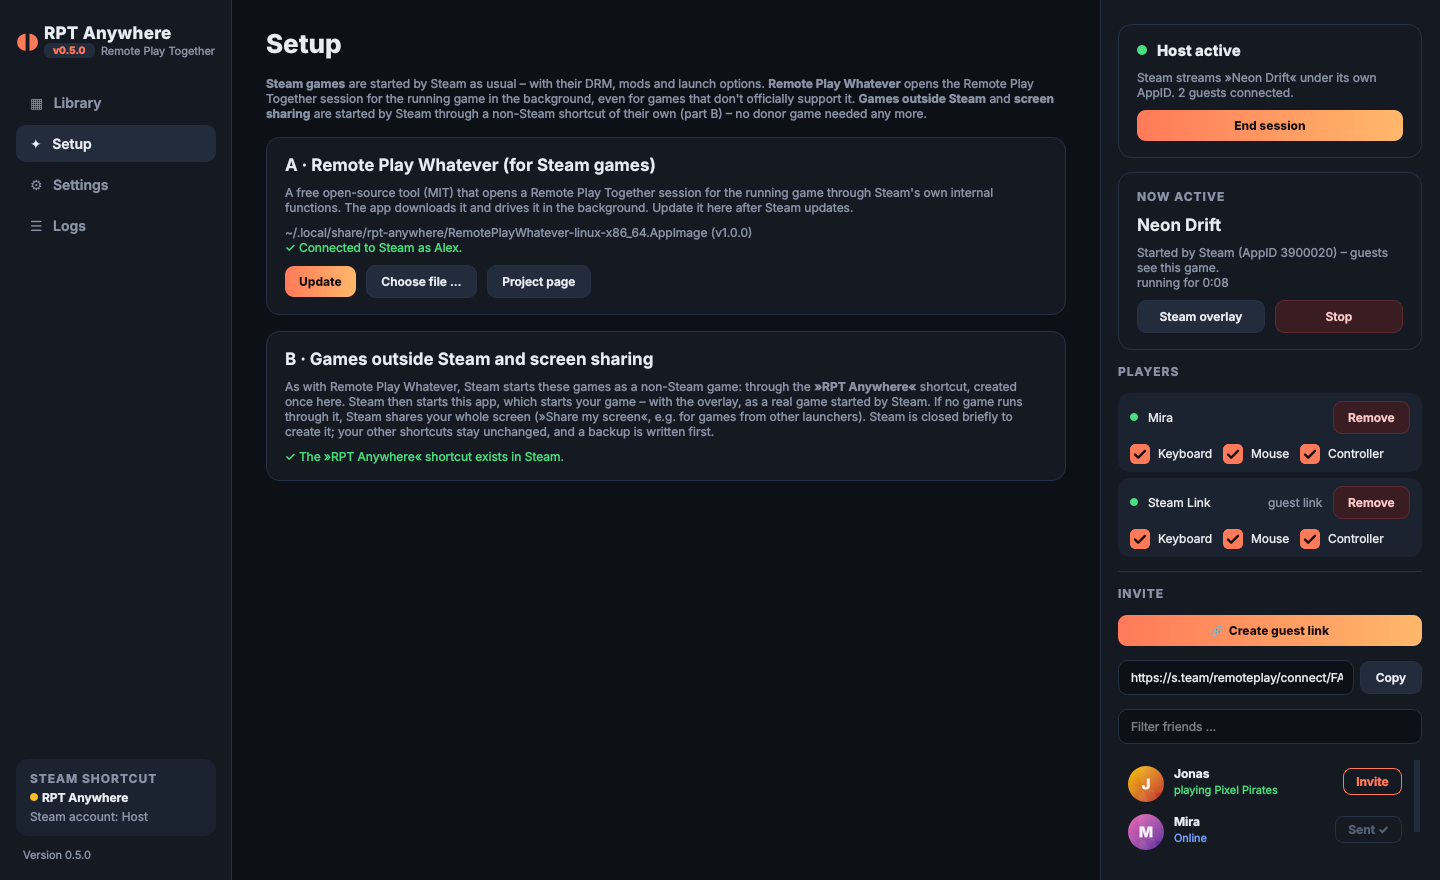 RPT Anywhere
v0.5.0 Remote Play Together
Library
Setup
Settings
Logs
STEAM SHORTCUT
RPT Anywhere
Steam account: Host
Version 0.5.0
Setup
Steam games are started by Steam as usual – with their DRM, mods and launch options. Remote Play Whatever opens the Remote Play
Together session for the running game in the background, even for games that don't officially support it. Games outside Steam and screen
sharing are started by Steam through a non-Steam shortcut of their own (part B) – no donor game needed any more.
A · Remote Play Whatever (for Steam games)
A free open-source tool (MIT) that opens a Remote Play Together session for the running game through Steam's own internal
functions. The app downloads it and drives it in the background. Update it here after Steam updates.
~/.local/share/rpt-anywhere/RemotePlayWhatever-linux-x86_64.AppImage (v1.0.0)
✓ Connected to Steam as Alex.
Update Choose file ... Project page
B · Games outside Steam and screen sharing
As with Remote Play Whatever, Steam starts these games as a non-Steam game: through the »RPT Anywhere« shortcut, created
once here. Steam then starts this app, which starts your game – with the overlay, as a real game started by Steam. If no game runs
through it, Steam shares your whole screen (»Share my screen«, e.g. for games from other launchers). Steam is closed briefly to
create it; your other shortcuts stay unchanged, and a backup is written first.
✓ The »RPT Anywhere« shortcut exists in Steam.
Host active
Steam streams »Neon Drift« under its own
AppID. 2 guests connected.
End session
NOW ACTIVE
Neon Drift
Started by Steam (AppID 3900020) – guests
see this game.
running for 0:08
Steam overlay Stop
PLAYERS
Mira Remove
Keyboard Mouse Controller
Steam Link guest link Remove
Keyboard Mouse Controller
INVITE
Create guest link
https://s.team/remoteplay/connect/FA Copy
Filter friends ...
J Jonas Invite
playing Pixel Pirates
M Mira Sent ✓
Online